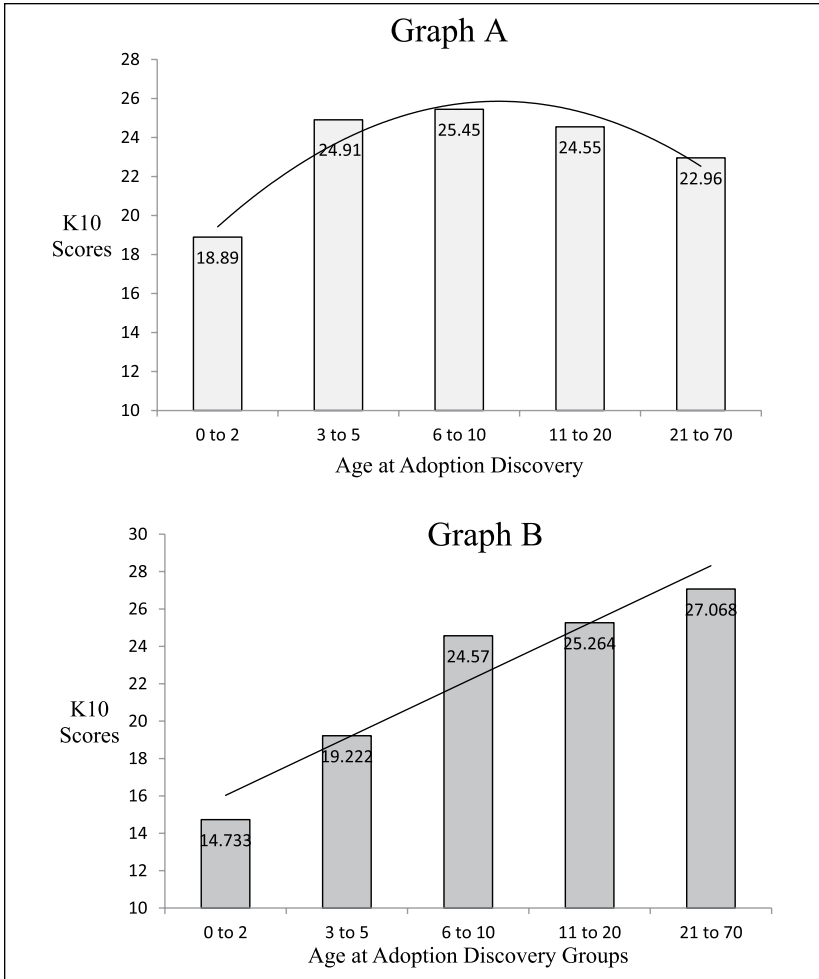 Graph A
28
26
24
22
20
18
16
14
12
10
K10
Scores
18.89
24.91
25.45
24.55
22.96
0 to 2
3 to 5
6 to 10
11 to 20
21 to 70
Age at Adoption Discovery
Graph B
30
28
26
24
22
20
18
16
14
12
10
K10
Scores
14.733
19.222
24.57
25.264
27.068
0 to 2
3 to 5
6 to 10
11 to 20
21 to 70
Age at Adoption Discovery Groups